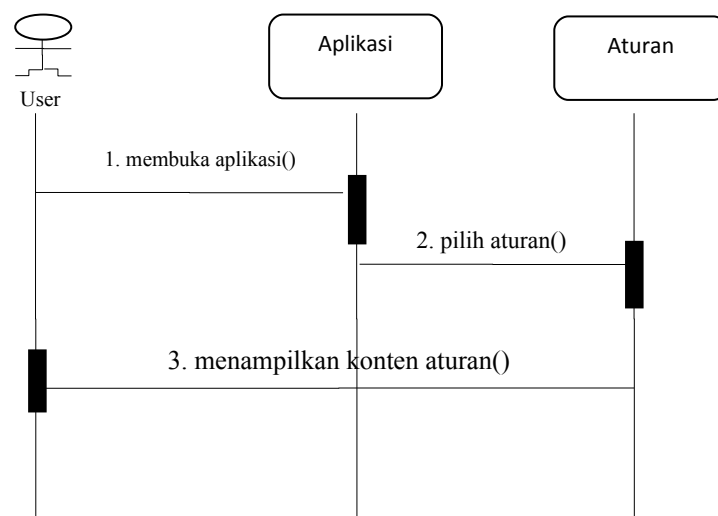 Aplikasi
Aturan
User
1. membuka aplikasi()
2. pilih aturan()
3. menampilkan konten aturan()